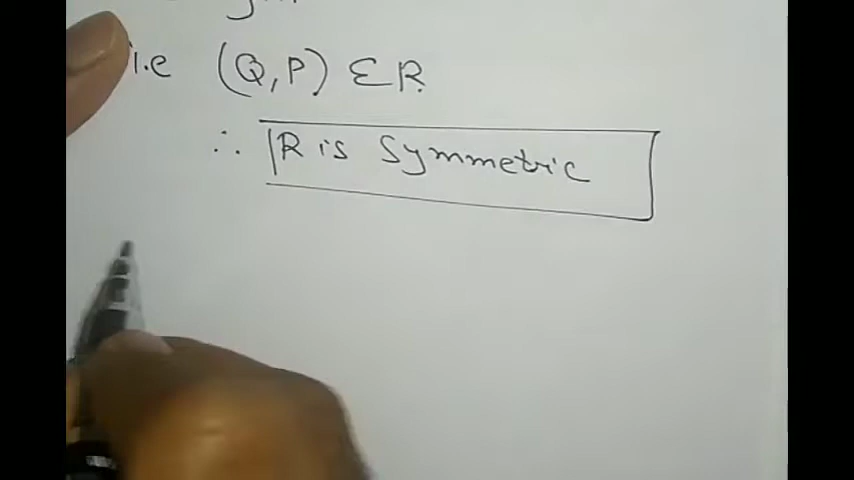 i.e (Q, P) ∈ R.
∴ R is Symmetric